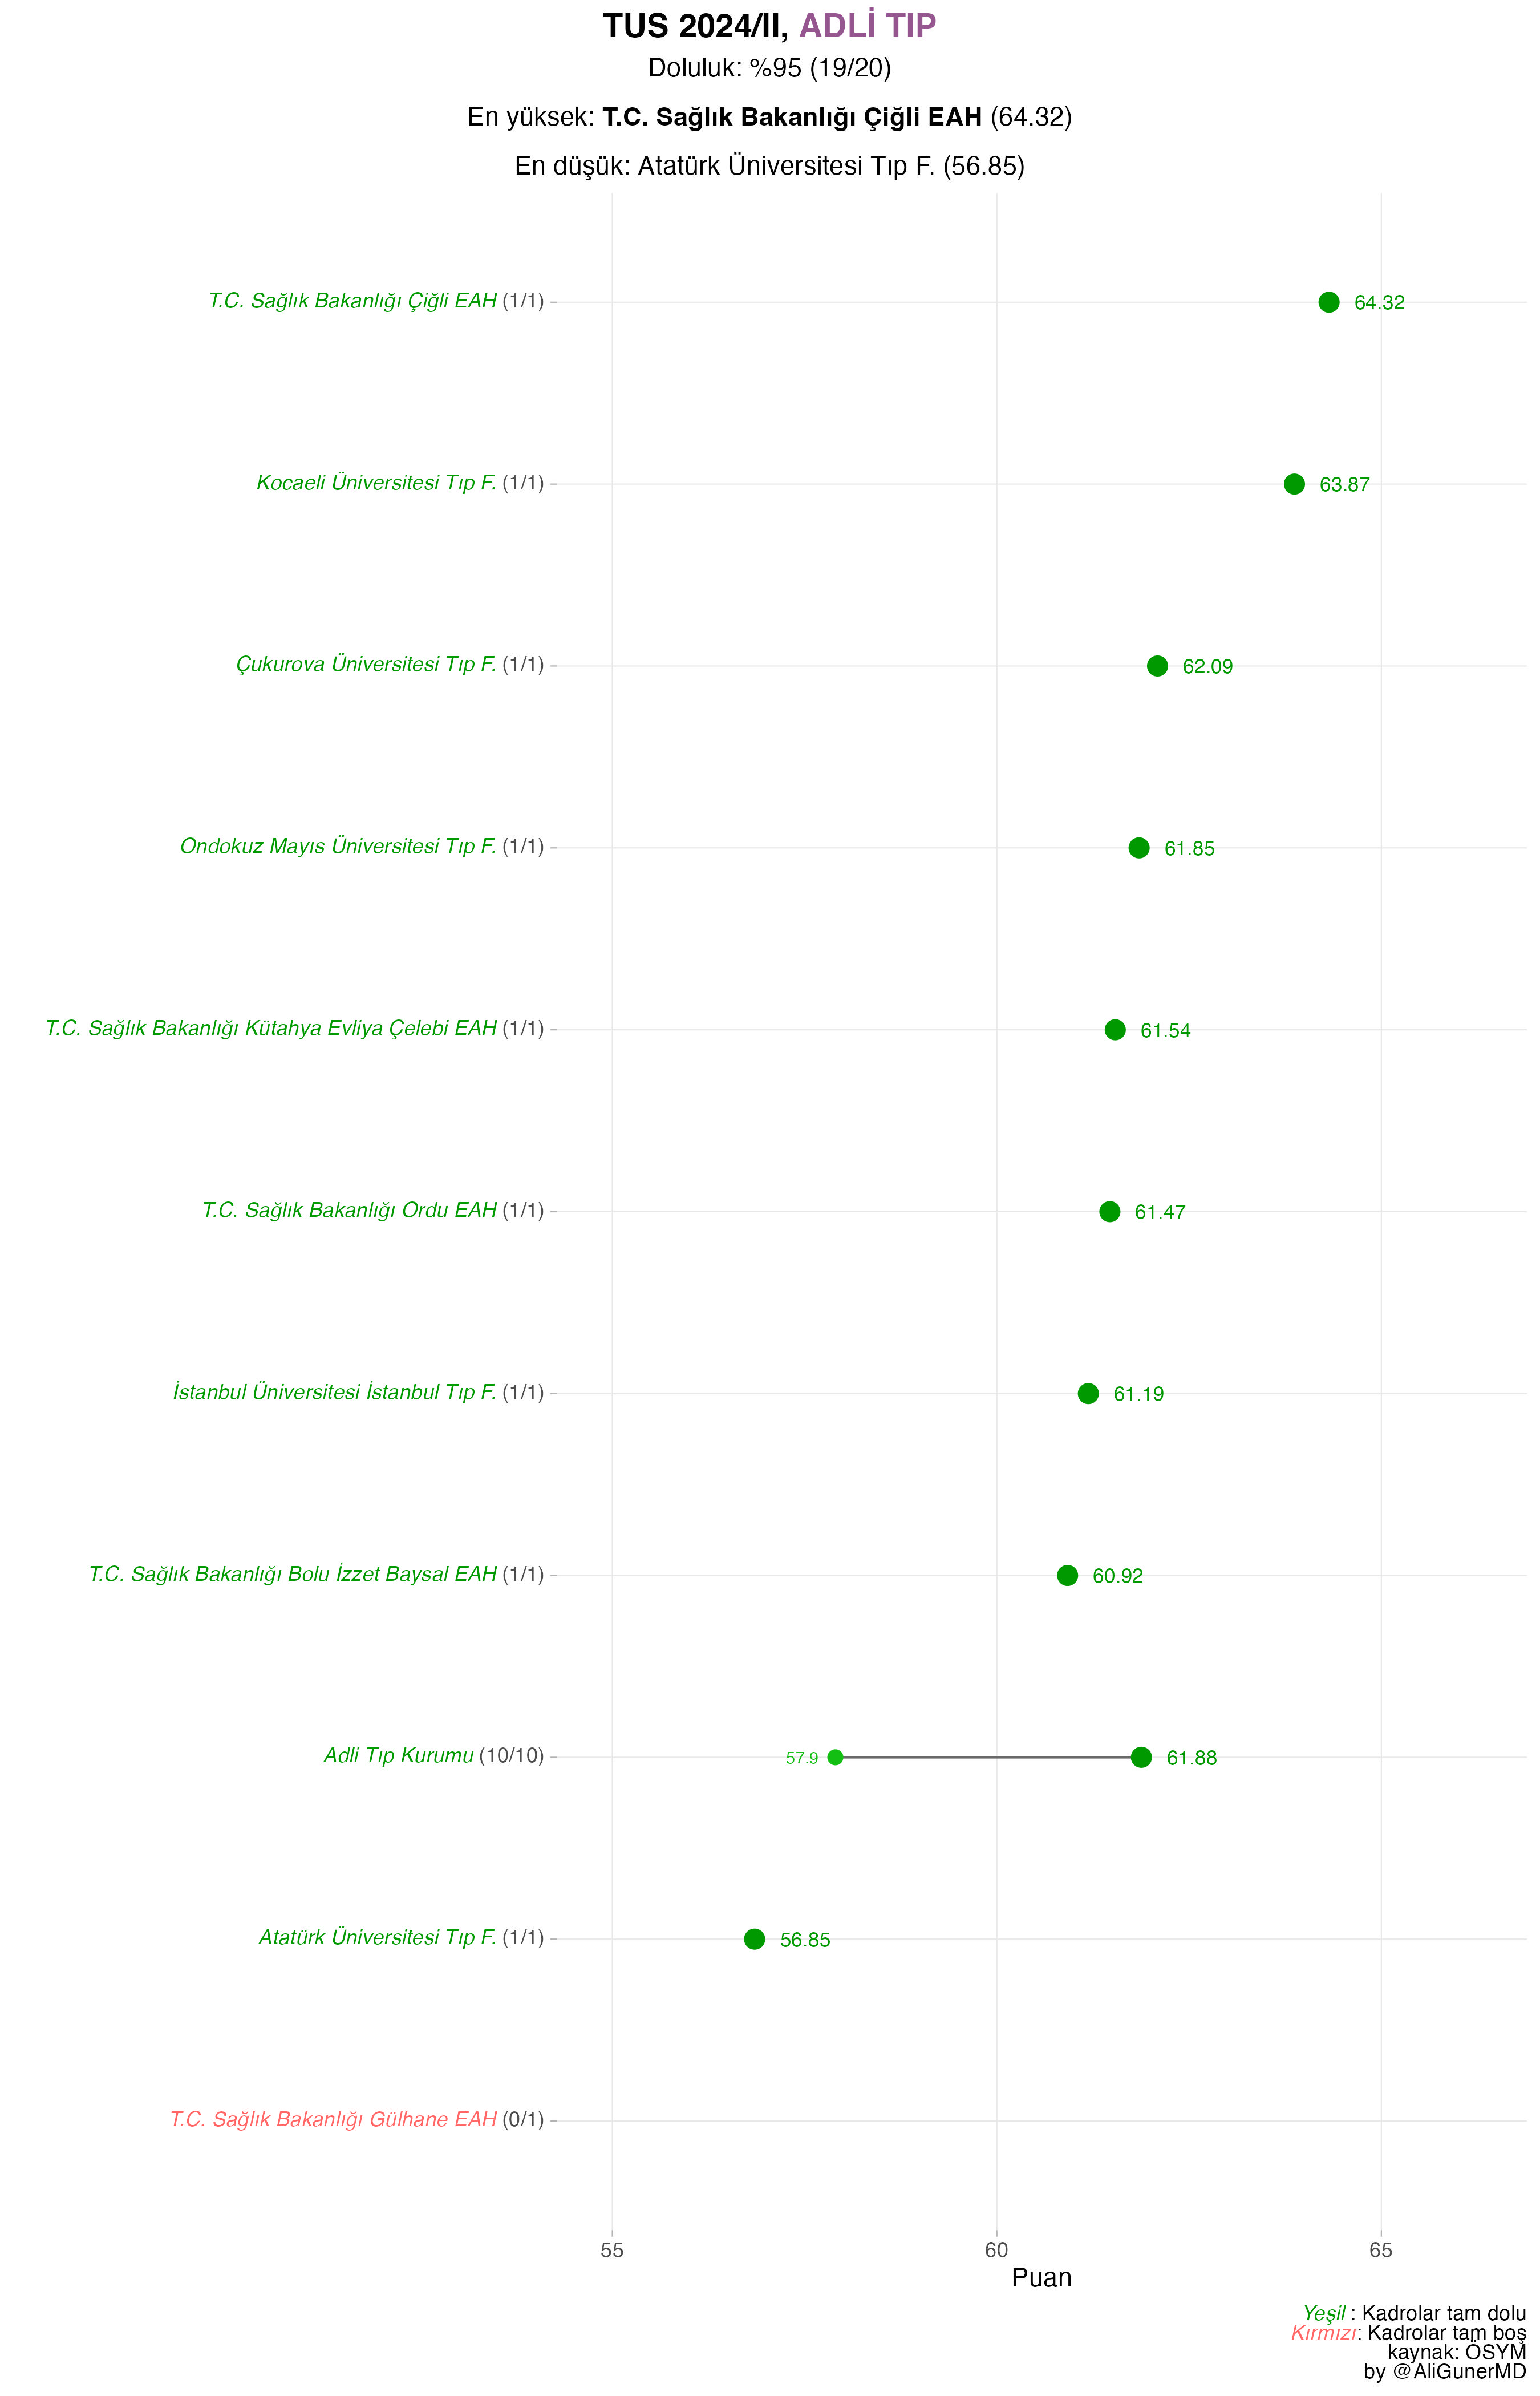 TUS 2024/II, ADLİ TIP
Doluluk: %95 (19/20)
En yüksek: T.C. Sağlık Bakanlığı Çiğli EAH (64.32)
En düşük: Atatürk Üniversitesi Tıp F. (56.85)
T.C. Sağlık Bakanlığı Çiğli EAH (1/1) 64.32
Kocaeli Üniversitesi Tıp F. (1/1) 63.87
Çukurova Üniversitesi Tıp F. (1/1) 62.09
Ondokuz Mayıs Üniversitesi Tıp F. (1/1) 61.85
T.C. Sağlık Bakanlığı Kütahya Evliya Çelebi EAH (1/1) 61.54
T.C. Sağlık Bakanlığı Ordu EAH (1/1) 61.47
İstanbul Üniversitesi İstanbul Tıp F. (1/1) 61.19
T.C. Sağlık Bakanlığı Bolu İzzet Baysal EAH (1/1) 60.92
Adli Tıp Kurumu (10/10) 57.9 61.88
Atatürk Üniversitesi Tıp F. (1/1) 56.85
T.C. Sağlık Bakanlığı Gülhane EAH (0/1)
55 60 65
Puan
Yeşil : Kadrolar tam dolu
Kırmızı: Kadrolar tam boş
kaynak: ÖSYM
by @AliGunerMD